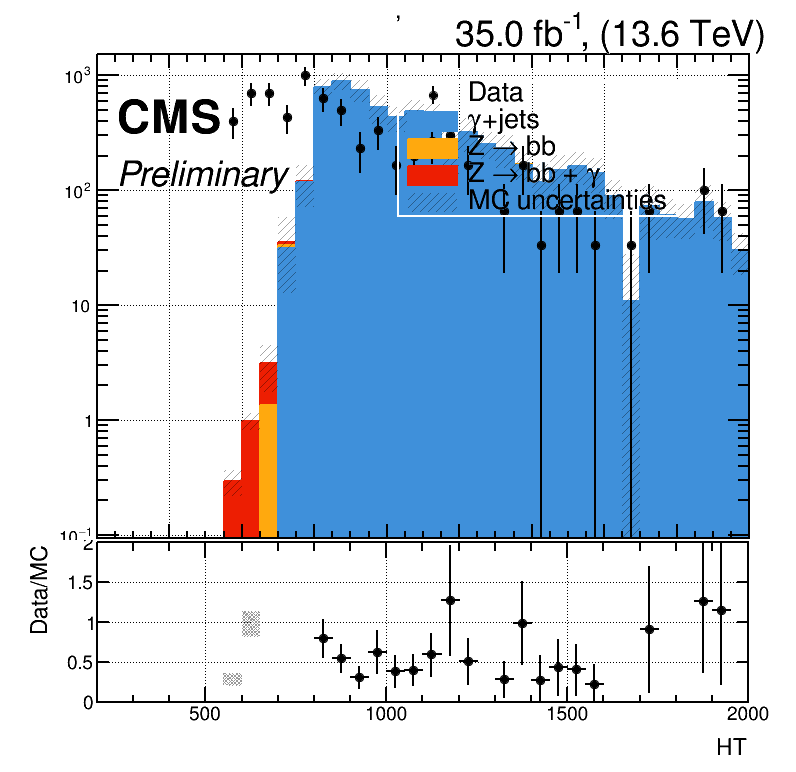 ,
35.0 fb⁻¹, (13.6 TeV)
10³
CMS
Preliminary
Data
γ+jets
Z → bb
Z → bb + γ
MC uncertainties
10²
10
1
10⁻¹
Data/MC
2
1.5
1
0.5
0
500 1000 1500 2000
HT